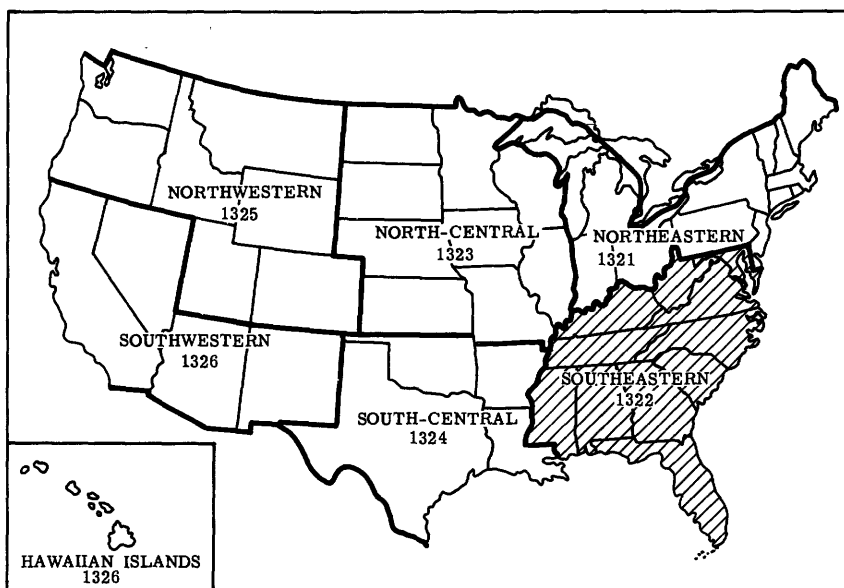 NORTHWESTERN
1325
NORTH-CENTRAL
1323
NORTHEASTERN
1321
SOUTHWESTERN
1326
SOUTHEASTERN
1322
SOUTH-CENTRAL
1324
HAWAIIAN ISLANDS
1326